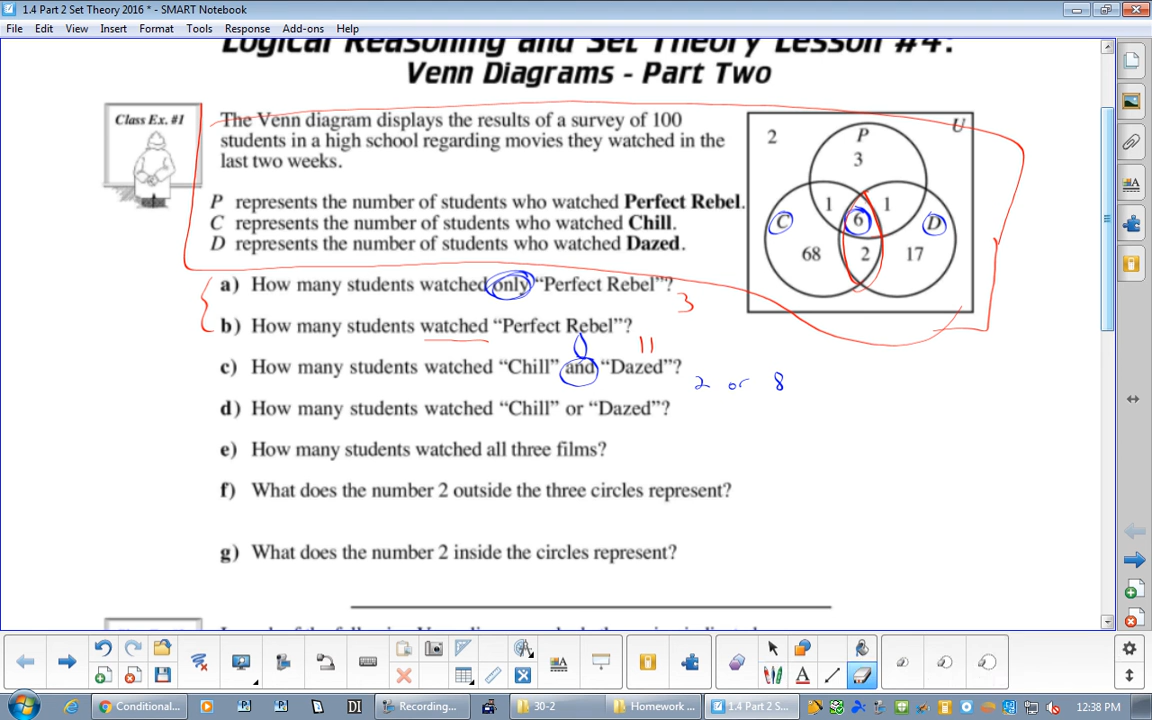 1.4 Part 2 Set Theory 2016 * - SMART Notebook
File Edit View Insert Format Tools Response Add-ons Help
Logical Reasoning and Set Theory Lesson #4:
Venn Diagrams - Part Two
Class Ex. #1
The Venn diagram displays the results of a survey of 100
students in a high school regarding movies they watched in the
last two weeks.
P represents the number of students who watched Perfect Rebel.
C represents the number of students who watched Chill.
D represents the number of students who watched Dazed.
U
2 P
3
1 1
C 6 D
68 2 17
a) How many students watched only "Perfect Rebel"?
3
b) How many students watched "Perfect Rebel"?
11
c) How many students watched "Chill" and "Dazed"?
2 or 8
d) How many students watched "Chill" or "Dazed"?
e) How many students watched all three films?
f) What does the number 2 outside the three circles represent?
g) What does the number 2 inside the circles represent?
Conditional... Recording... 30-2 Homework ... 1.4 Part 2 S... 12:38 PM